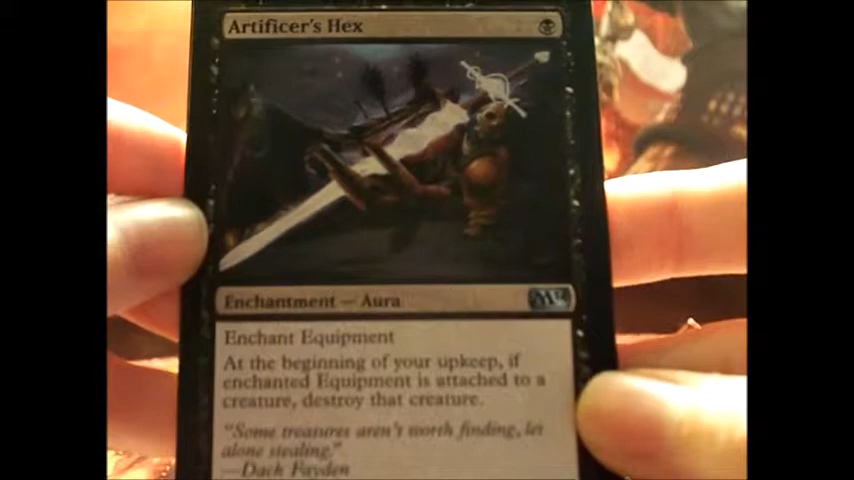 Artificer's Hex
Enchantment — Aura
M14
Enchant Equipment
At the beginning of your upkeep, if
enchanted Equipment is attached to a
creature, destroy that creature.
"Some treasures aren't worth finding, let
alone stealing."
—Dack Fayden